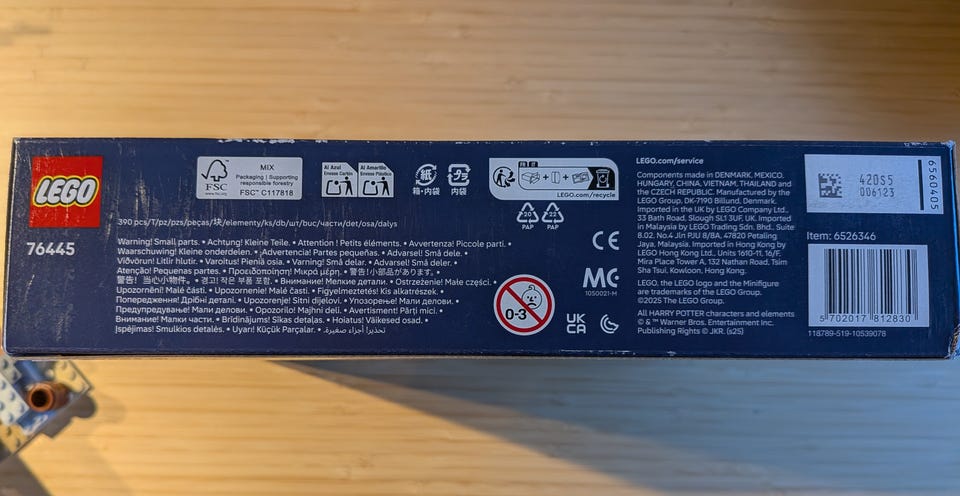 LEGO
76445
FSC
www.fsc.org
MIX
Packaging | Supporting
responsible forestry
FSC® C117818
Al Azul
Envase Cartón
Al Amarillo
Envase Plástico
紙
箱・内袋
内袋
FR
LEGO.com/recycle
20
PAP
22
PAP
390 pcs/T/pz/pzs/peças/块/elementy/ks/db/шт/buc/части/det/osa/dalys
Warning! Small parts. • Achtung! Kleine Teile. • Attention ! Petits éléments. • Avvertenza! Piccole parti. •
Waarschuwing! Kleine onderdelen. • ¡Advertencia! Partes pequeñas. • Advarsel! Små dele. •
Viðvörun! Litlir hlutir. • Varoitus! Pieniä osia. • Varning! Små delar. • Advarsel! Små deler. •
Atenção! Pequenas partes. • Προειδοποίηση! Μικρά μέρη. • 警告!小部品があります。 •
警告! 当心小物件。 • 경고! 작은 부품 포함. • Внимание! Мелкие детали. • Ostrzeżenie! Małe części. •
Upozornění! Malé části. • Upozornenie! Malé časti. • Figyelmeztetés! Kis alkatrészek. •
Попередження! Дрібні деталі. • Upozorenje! Sitni dijelovi. • Упозорење! Мали делови. •
Предупредување! Мали делови. • Opozorilo! Majhni deli. • Avertisment! Părți mici. •
Внимание! Малки части. • Brīdinājums! Sīkas detaļas. • Hoiatus! Väikesed osad. •
Įspėjimas! Smulkios detalės. • Uyarı! Küçük Parçalar. • تحذير! أجزاء صغيرة. •
0-3
CE
1050021-M
UK
CA
LEGO.com/service
Components made in DENMARK, MEXICO,
HUNGARY, CHINA, VIETNAM, THAILAND and
the CZECH REPUBLIC. Manufactured by the
LEGO Group, DK-7190 Billund, Denmark.
Imported in the UK by LEGO Company Ltd.,
33 Bath Road, Slough SL1 3UF, UK. Imported
in Malaysia by LEGO Trading Sdn. Bhd., Suite
8.02, No.4 Jln PJU 8/8A, 47820 Petaling
Jaya, Malaysia. Imported in Hong Kong by
LEGO Hong Kong Ltd., Units 1610-11, 16/F.,
Mira Place Tower A, 132 Nathan Road, Tsim
Sha Tsui, Kowloon, Hong Kong.
LEGO, the LEGO logo and the Minifigure
are trademarks of the LEGO Group.
©2025 The LEGO Group.
All HARRY POTTER characters and elements
© & ™ Warner Bros. Entertainment Inc.
Publishing Rights © JKR. (s25)
420S5
006123
6560405
Item: 6526346
5 702017 812830
118789-519-10539078